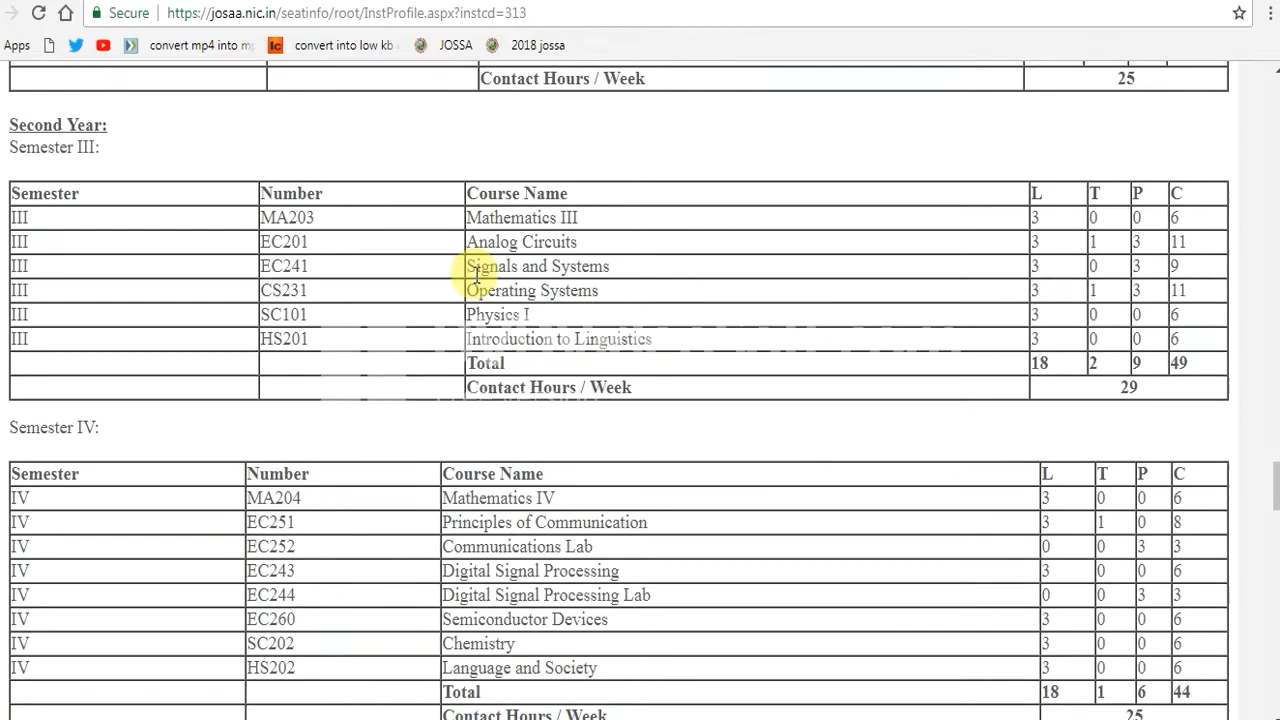 Secure https://josaa.nic.in/seatinfo/root/InstProfile.aspx?instcd=313
Apps convert mp4 into mp lc convert into low kb JOSSA 2018 jossa
Contact Hours / Week 25
Second Year:
Semester III:
Semester Number Course Name L T P C
III MA203 Mathematics III 3 0 0 6
III EC201 Analog Circuits 3 1 3 11
III EC241 Signals and Systems 3 0 3 9
III CS231 Operating Systems 3 1 3 11
III SC101 Physics I 3 0 0 6
III HS201 Introduction to Linguistics 3 0 0 6
Total 18 2 9 49
Contact Hours / Week 29
Semester IV:
Semester Number Course Name L T P C
IV MA204 Mathematics IV 3 0 0 6
IV EC251 Principles of Communication 3 1 0 8
IV EC252 Communications Lab 0 0 3 3
IV EC243 Digital Signal Processing 3 0 0 6
IV EC244 Digital Signal Processing Lab 0 0 3 3
IV EC260 Semiconductor Devices 3 0 0 6
IV SC202 Chemistry 3 0 0 6
IV HS202 Language and Society 3 0 0 6
Total 18 1 6 44
Contact Hours / Week 25